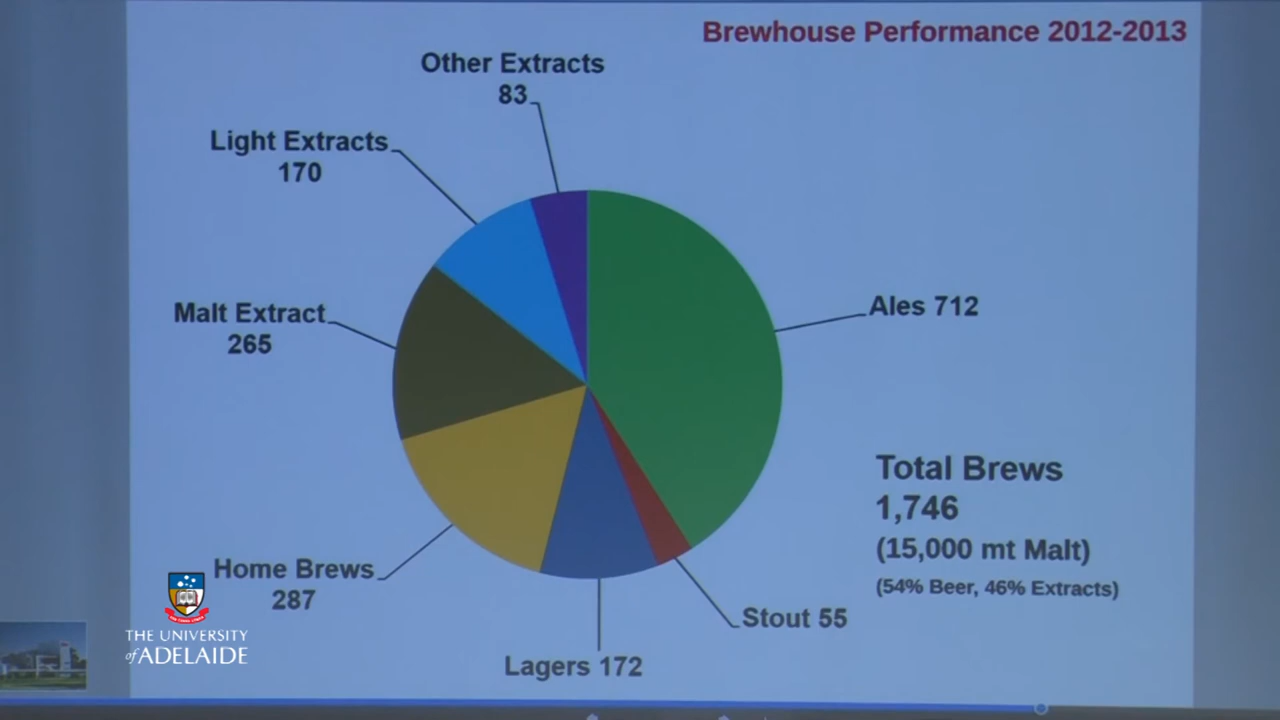 Brewhouse Performance 2012-2013
Other Extracts
83
Light Extracts
170
Malt Extract
265
Ales 712
Home Brews
287
Stout 55
Lagers 172
Total Brews
1,746
(15,000 mt Malt)
(54% Beer, 46% Extracts)
THE UNIVERSITY
of ADELAIDE